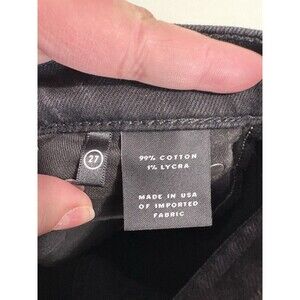 27
99% COTTON
1% LYCRA
MADE IN USA
OF IMPORTED
FABRIC